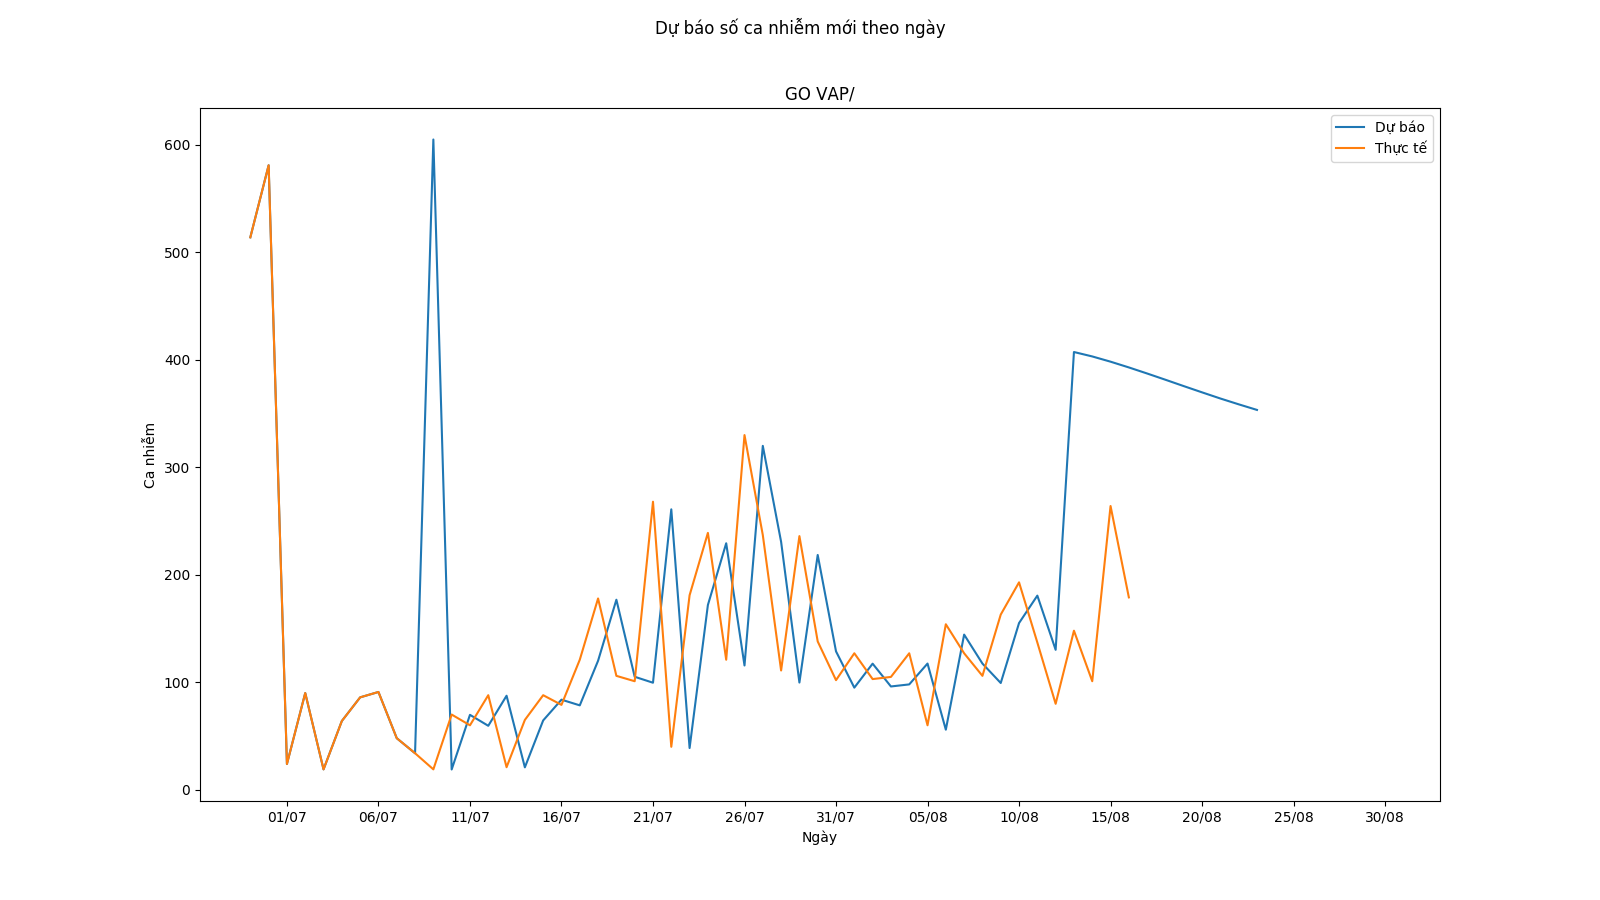 Dự báo số ca nhiễm mới theo ngày
GO VAP/
Dự báo
Thực tế
600
500
400
300
200
100
0
Ca nhiễm
01/07 06/07 11/07 16/07 21/07 26/07 31/07 05/08 10/08 15/08 20/08 25/08 30/08
Ngày